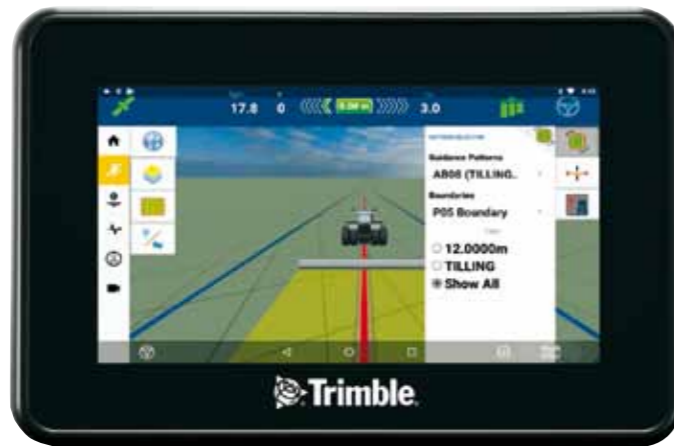 17.8
0
3.0
Guidance Patterns
AB08 (TILLING..
Boundaries
P05 Boundary
12.0000m
TILLING
Show All
Trimble